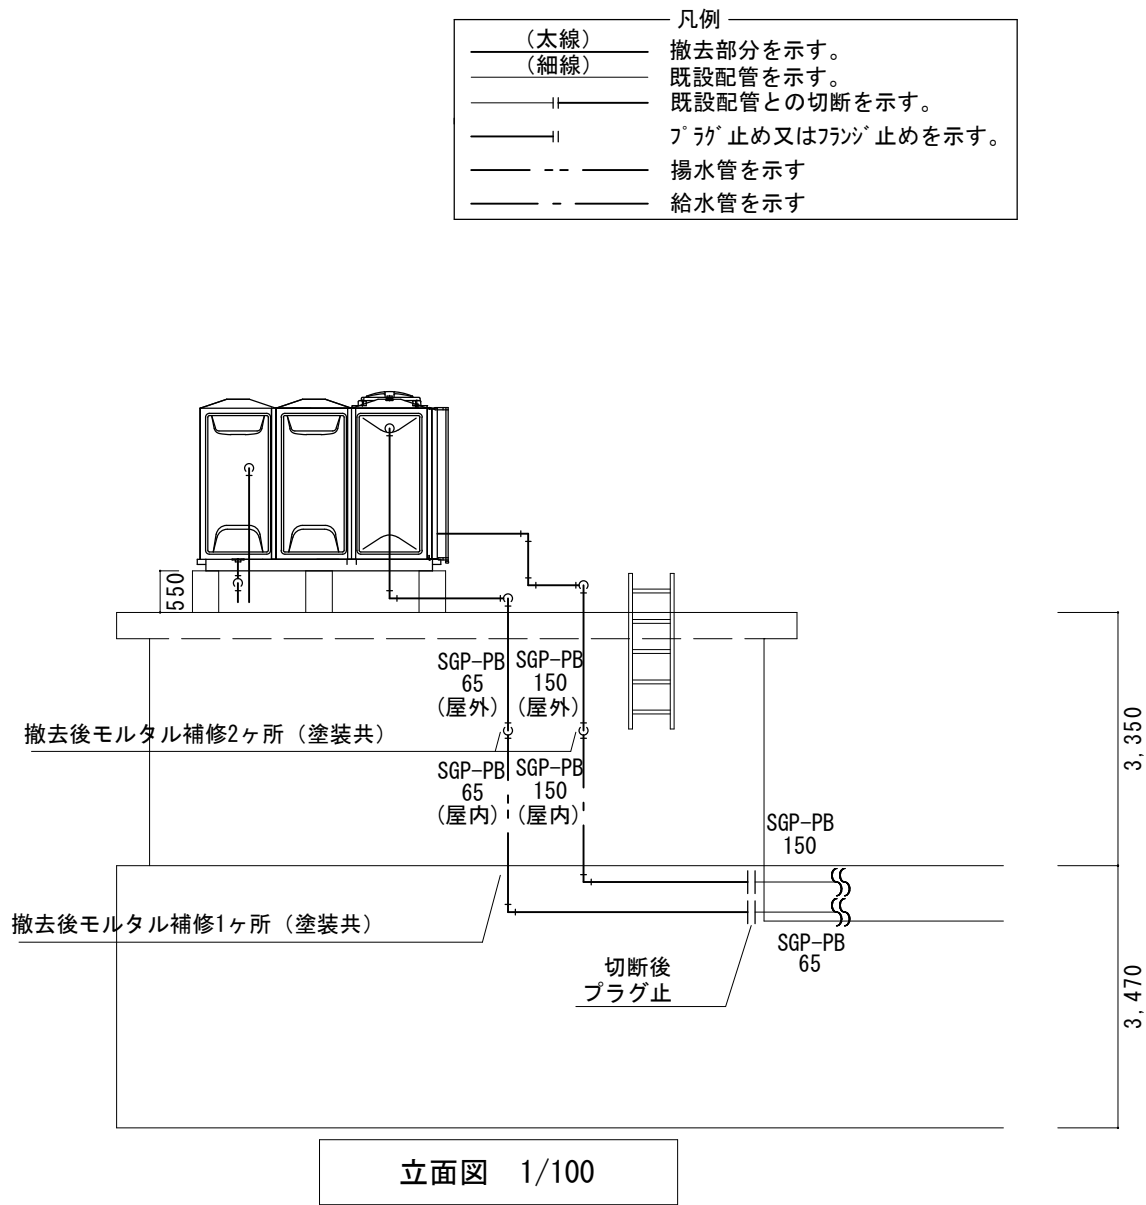 凡例
(太線)
撤去部分を示す。
(細線)
既設配管を示す。
既設配管との切断を示す。
プラグ止め又はフランジ止めを示す。
揚水管を示す
給水管を示す
550
SGP-PB
65
(屋外)
SGP-PB
150
(屋外)
撤去後モルタル補修2ヶ所（塗装共）
SGP-PB
65
(屋内)
SGP-PB
150
(屋内)
3,350
SGP-PB
150
撤去後モルタル補修1ヶ所（塗装共）
SGP-PB
65
切断後
プラグ止
3,470
立面図 1/100